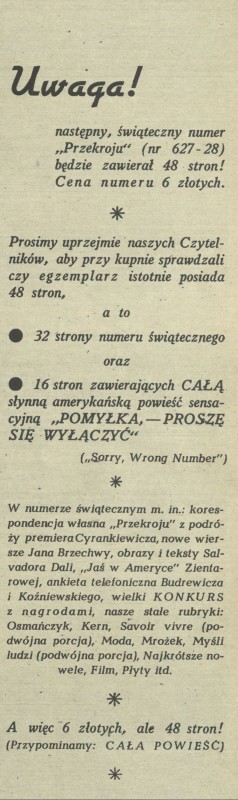 Uwaga!
następny, świąteczny numer
„Przekroju“ (nr 627-28)
będzie zawierał 48 stron!
Cena numeru 6 złotych.
*
Prosimy uprzejmie naszych Czytel-
ników, aby przy kupnie sprawdzali
czy egzemplarz istotnie posiada
48 stron,
a to
● 32 strony numeru świątecznego
oraz
● 16 stron zawierających CAŁĄ
słynną amerykańską powieść sensa-
cyjną „POMYŁKA, — PROSZĘ
SIĘ WYŁĄCZYĆ“
(„Sorry, Wrong Number“)
*
W numerze świątecznym m. in.: kores-
pondencja własna „Przekroju“ z podró-
ży premiera Cyrankiewicza, nowe wier-
sze Jana Brzechwy, obrazy i teksty Sal-
vadora Dali, „Jaś w Ameryce“ Zienta-
rowej, ankieta telefoniczna Budrewicza
i Koźniewskiego, wielki KONKURS
z nagrodami, nasze stałe rubryki:
Osmańczyk, Kern, Savoir vivre (po-
dwójna porcja), Moda, Mrożek, Myśli
ludzi (podwójna porcja), Najkrótsze no-
wele, Film, Płyty itd.
*
A więc 6 złotych, ale 48 stron!
(Przypominamy: CAŁA POWIEŚĆ)
*